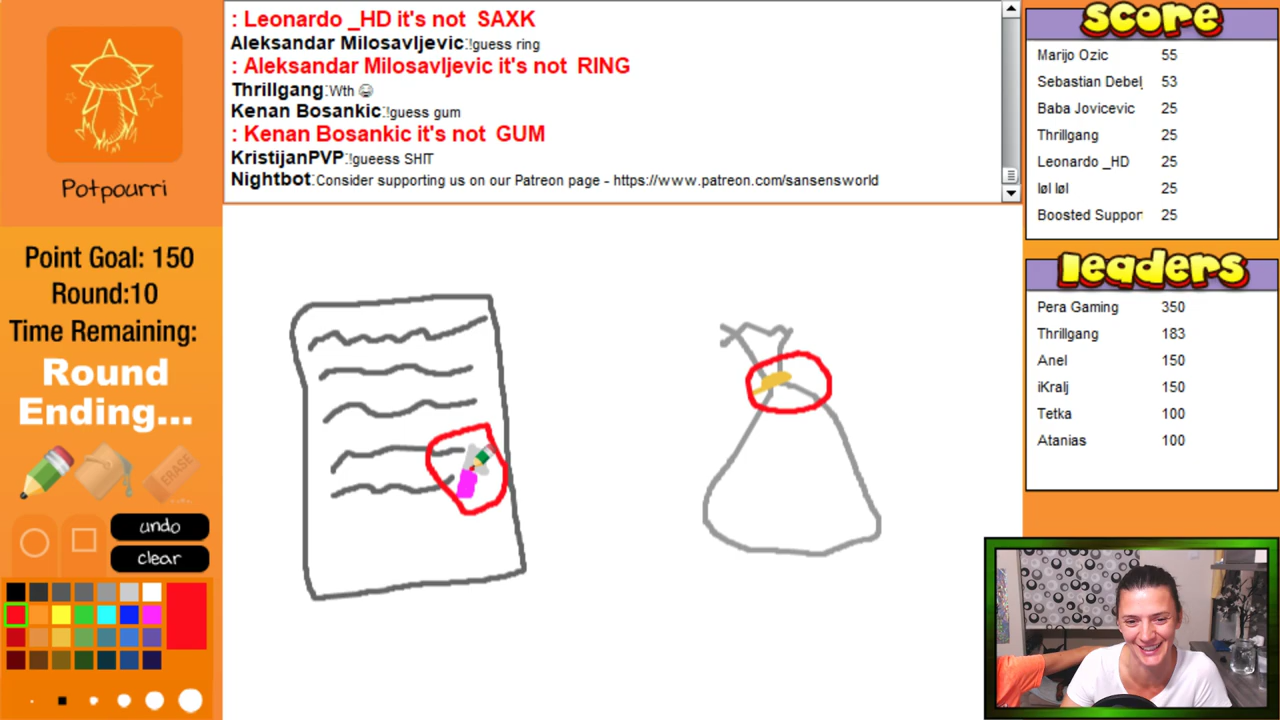 : Leonardo _HD it's not SAXK
Aleksandar Milosavljevic:!guess ring
: Aleksandar Milosavljevic it's not RING
Thrillgang:Wth 😂
Kenan Bosankic:!guess gum
: Kenan Bosankic it's not GUM
KristijanPVP:!gueess SHIT
Nightbot:Consider supporting us on our Patreon page - https://www.patreon.com/sansensworld
Potpourri
Point Goal: 150
Round:10
Time Remaining:
Round
Ending...
ERASE
undo
clear
score
Marijo Ozic 55
Sebastian Debelj 53
Baba Jovicevic 25
Thrillgang 25
Leonardo _HD 25
løl løl 25
Boosted Suppor 25
leaders
Pera Gaming 350
Thrillgang 183
Anel 150
iKralj 150
Tetka 100
Atanias 100